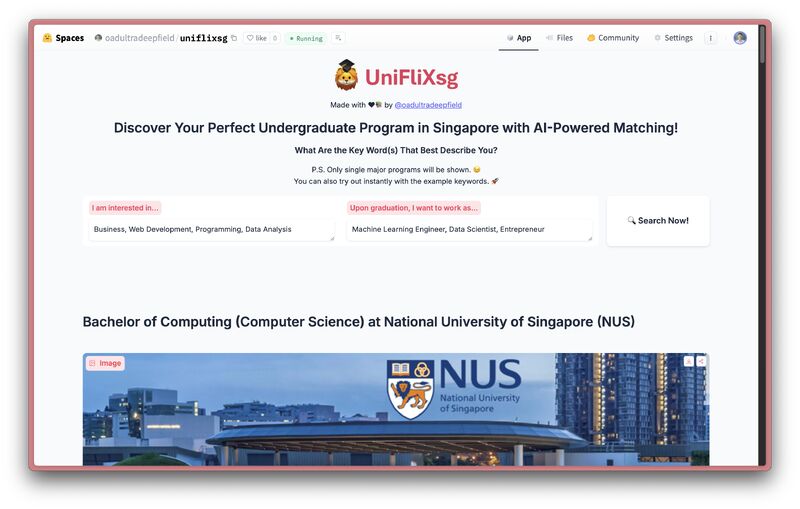 Spaces
oadultradeepfield/uniflixsg
like 0
Running
App
Files
Community
Settings
UniFliXsg
Made with ❤️📚 by @oadultradeepfield
Discover Your Perfect Undergraduate Program in Singapore with AI-Powered Matching!
What Are the Key Word(s) That Best Describe You?
P.S. Only single major programs will be shown. 😉
You can also try out instantly with the example keywords. 🚀
I am interested in...
Business, Web Development, Programming, Data Analysis
Upon graduation, I want to work as...
Machine Learning Engineer, Data Scientist, Entrepreneur
🔍 Search Now!
Bachelor of Computing (Computer Science) at National University of Singapore (NUS)
image
NUS
National University
of Singapore